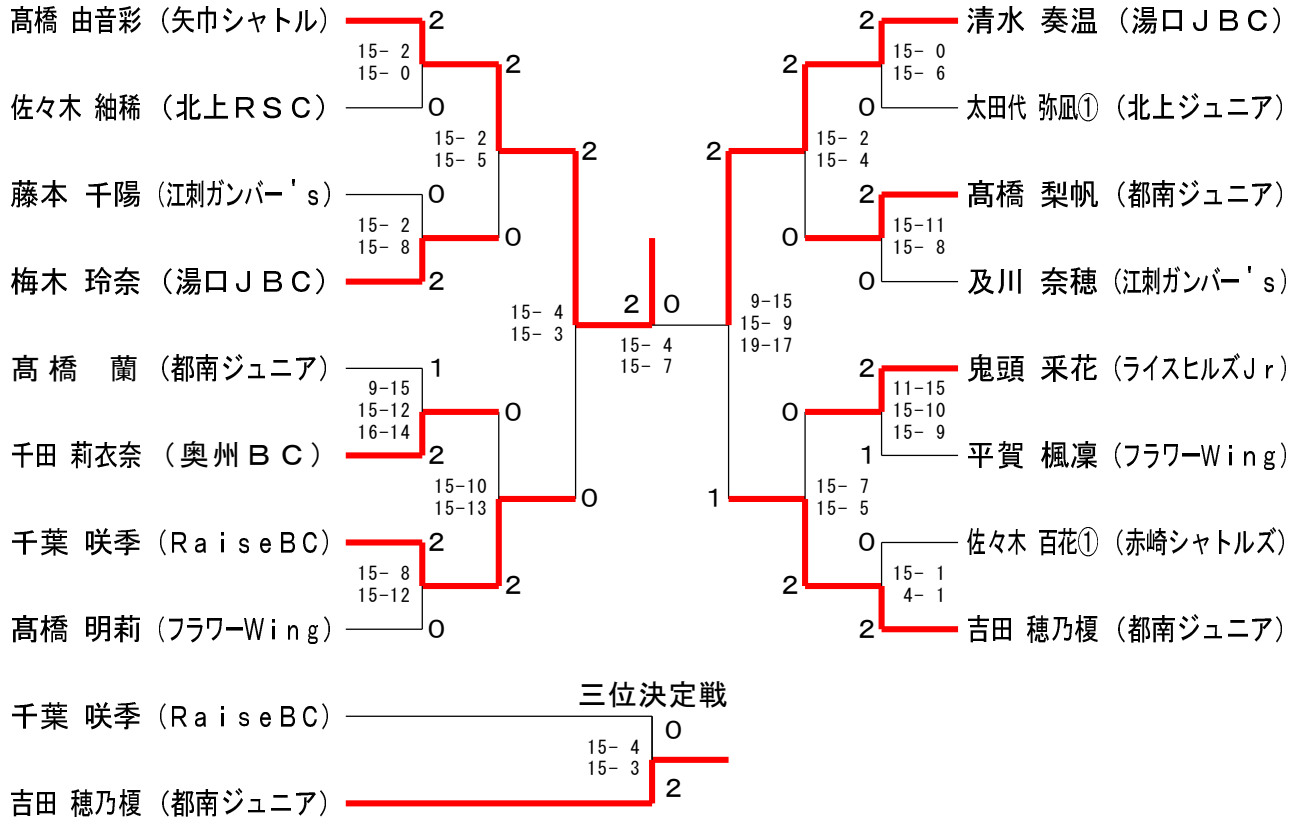 髙橋 由音彩 (矢巾シャトル) 2 2 清水 奏温 (湯口JBC)
15- 2 15- 0
15- 0 15- 6
2 2
佐々木 紬稀 (北上RSC) 0 0 太田代 弥凪① (北上ジュニア)
15- 2 15- 2
15- 5 15- 4
2 2
藤本 千陽 (江刺ガンバー's) 0 2 髙橋 梨帆 (都南ジュニア)
15- 2 15-11
15- 8 15- 8
0 0
梅木 玲奈 (湯口JBC) 2 0 及川 奈穂 (江刺ガンバー's)
15- 4 2 0 9-15
15- 3 15- 9
19-17
15- 4
15- 7
髙橋 蘭 (都南ジュニア) 1 2 鬼頭 采花 (ライスヒルズJr)
9-15 11-15
15-12 15-10
16-14 15- 9
0 0
千田 莉衣奈 (奥州BC) 2 1 平賀 楓凜 (フラワーWing)
15-10 15- 7
15-13 15- 5
0 1
千葉 咲季 (RaiseBC) 2 0 佐々木 百花① (赤崎シャトルズ)
15- 8 15- 1
15-12 4- 1
2 2
髙橋 明莉 (フラワーWing) 0 2 吉田 穂乃榎 (都南ジュニア)
三位決定戦
千葉 咲季 (RaiseBC) 0
15- 4
15- 3
吉田 穂乃榎 (都南ジュニア) 2